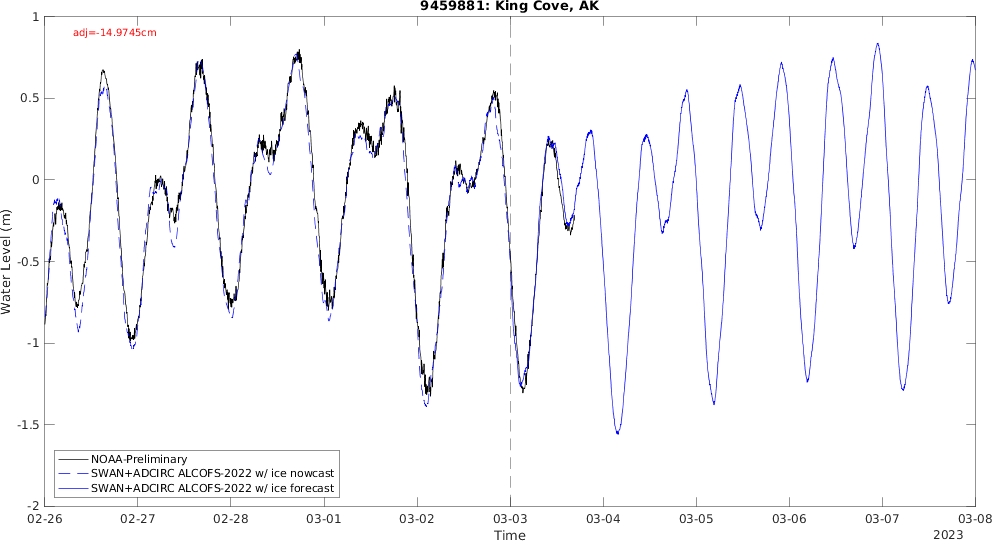 9459881: King Cove, AK
adj=-14.9745cm
1
0.5
0
-0.5
-1
-1.5
-2
Water Level (m)
NOAA-Preliminary
SWAN+ADCIRC ALCOFS-2022 w/ ice nowcast
SWAN+ADCIRC ALCOFS-2022 w/ ice forecast
02-26 02-27 02-28 03-01 03-02 03-03 03-04 03-05 03-06 03-07 03-08
Time
2023